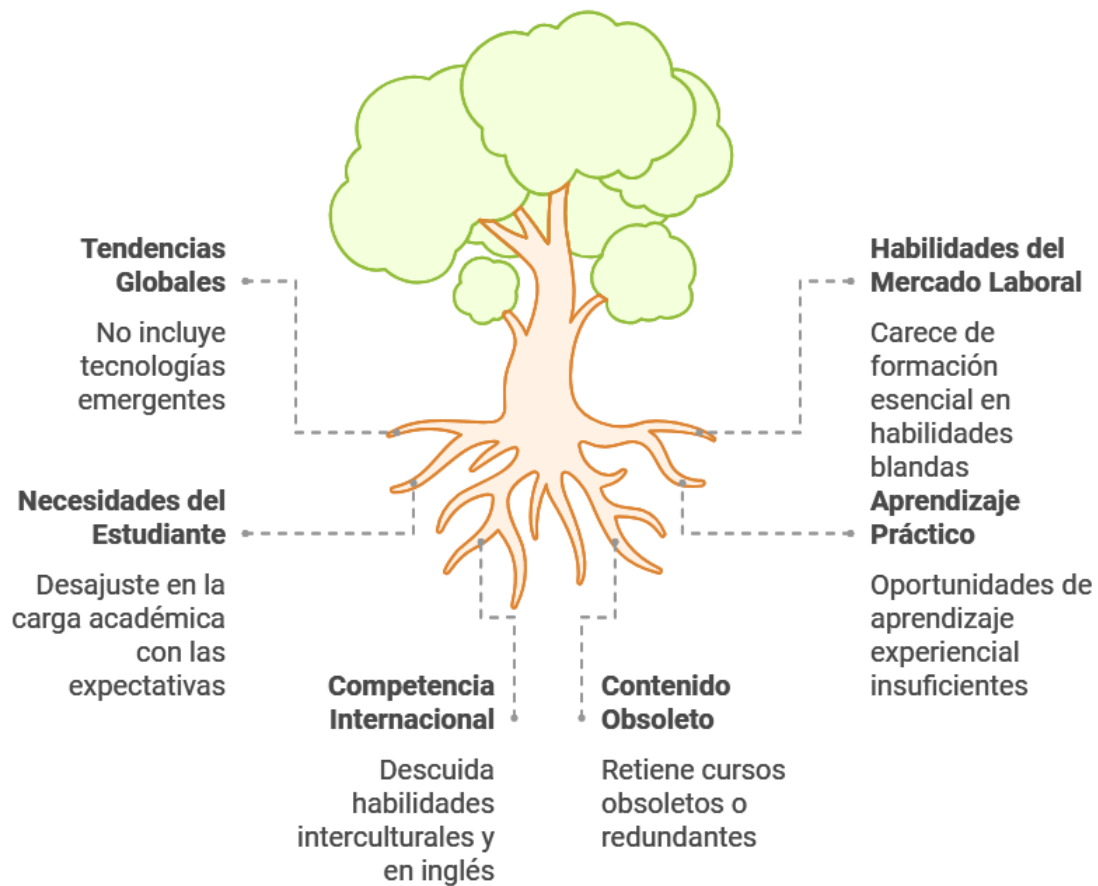 Tendencias
Globales
No incluye
tecnologías
emergentes
Necesidades del
Estudiante
Desajuste en la
carga académica
con las
expectativas
Competencia
Internacional
Descuida
habilidades
interculturales y
en inglés
Contenido
Obsoleto
Retiene cursos
obsoletos o
redundantes
Habilidades del
Mercado Laboral
Carece de
formación
esencial en
habilidades
blandas
Aprendizaje
Práctico
Oportunidades de
aprendizaje
experiencial
insuficientes